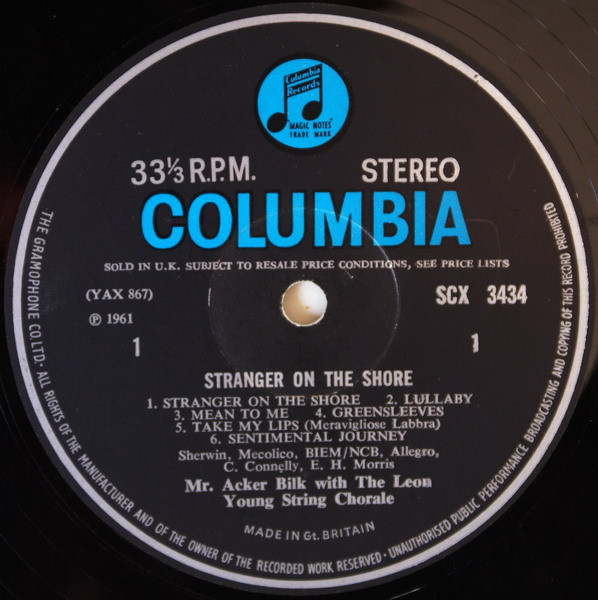 Columbia
Records
"MAGIC NOTES"
TRADE MARK
33⅓ R.P.M. STEREO
COLUMBIA
SOLD IN U.K. SUBJECT TO RESALE PRICE CONDITIONS, SEE PRICE LISTS
(YAX 867) SCX 3434
℗ 1961
1 1
STRANGER ON THE SHORE
1. STRANGER ON THE SHORE 2. LULLABY
3. MEAN TO ME 4. GREENSLEEVES
5. TAKE MY LIPS (Meravigliose Labbra)
6. SENTIMENTAL JOURNEY
Sherwin, Mecolico, BIEM/NCB, Allegro,
C. Connelly, E. H. Morris
Mr. Acker Bilk with The Leon
Young String Chorale
MADE IN Gt. BRITAIN
THE GRAMOPHONE CO. LTD. · ALL RIGHTS OF THE MANUFACTURER AND OF THE OWNER OF THE RECORDED WORK RESERVED · UNAUTHORISED PUBLIC PERFORMANCE BROADCASTING AND COPYING OF THIS RECORD PROHIBITED